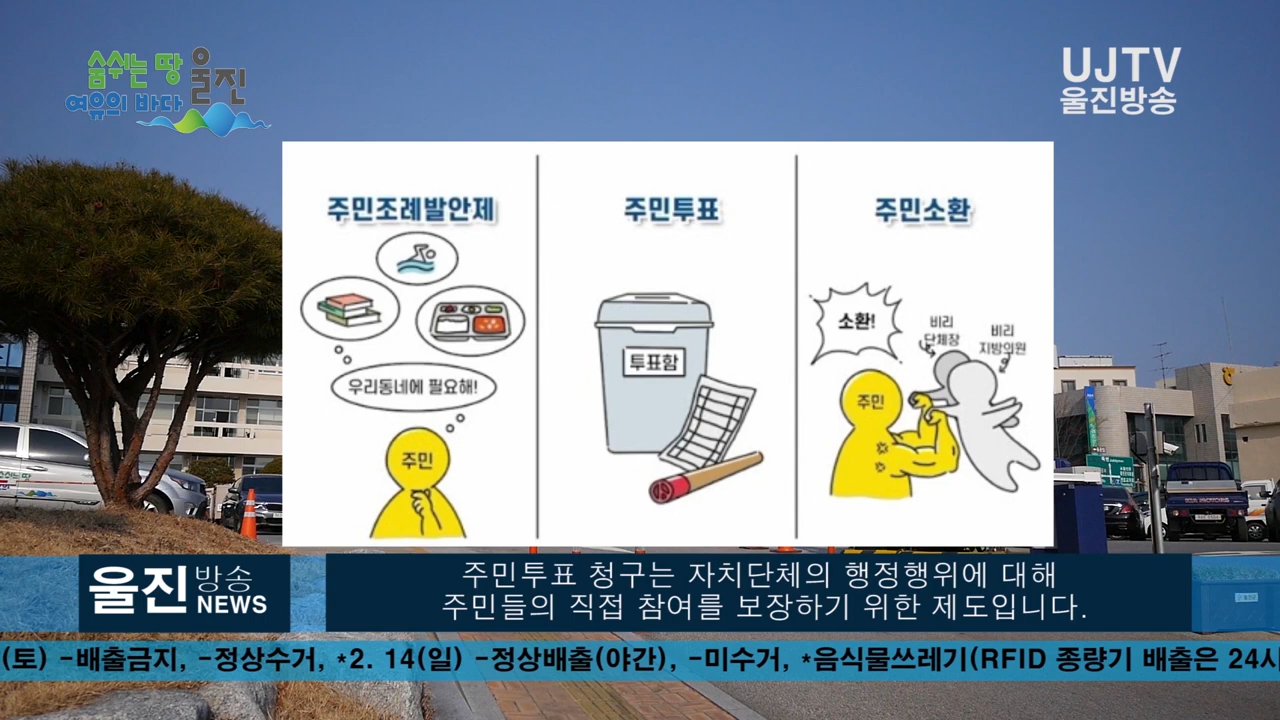 숨쉬는 땅
여유의 바다
울진
UJTV
울진방송
주민조례발안제
주민투표
주민소환
우리동네에 필요해!
주민
투표함
소환!
비리
단체장
비리
지방의원
주민
울진 방송
NEWS
주민투표 청구는 자치단체의 행정행위에 대해
주민들의 직접 참여를 보장하기 위한 제도입니다.
(토) -배출금지, -정상수거, *2. 14(일) -정상배출(야간), -미수거, *음식물쓰레기(RFID 종량기 배출은 24시